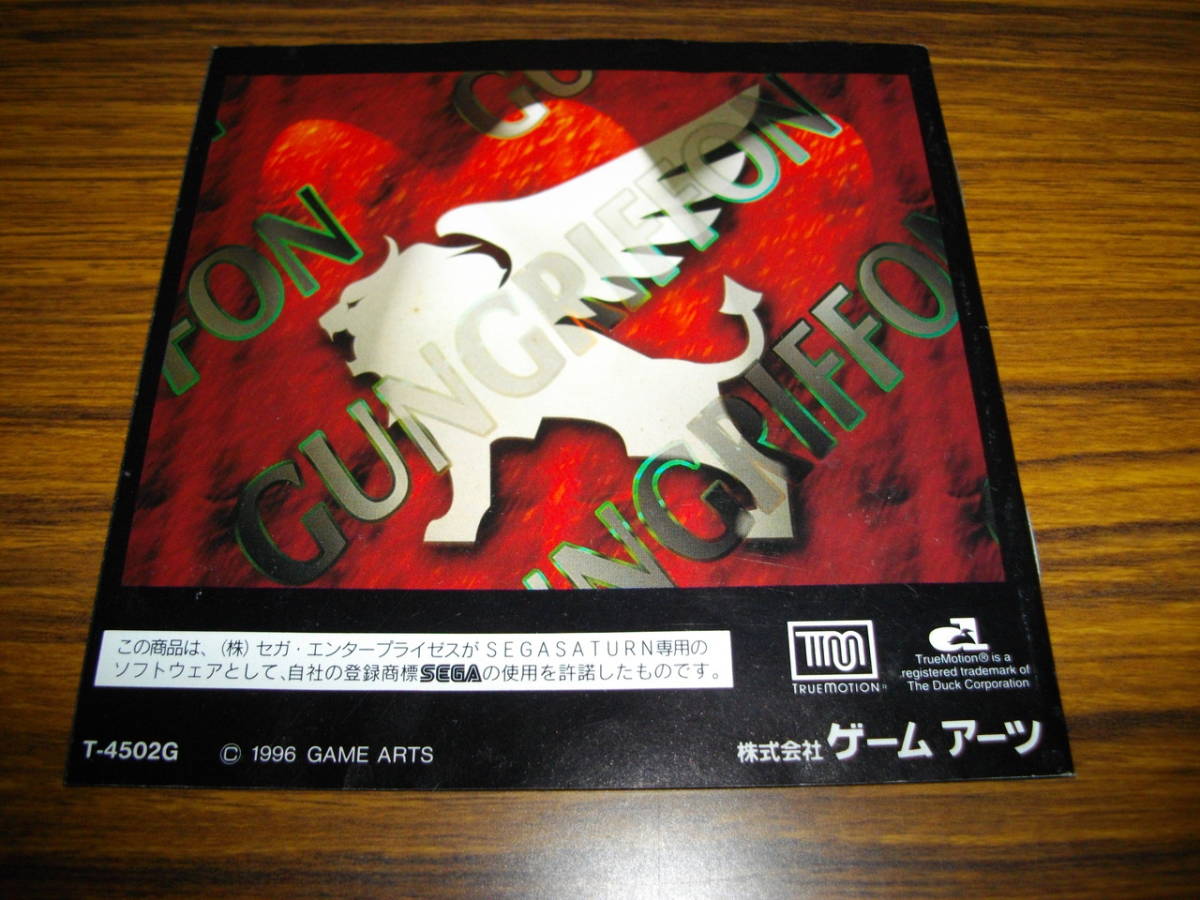 GU
GUNGRIFFON
FFON
UNGRIFFON
この商品は、(株)セガ・エンタープライゼスがSEGASATURN専用の
ソフトウェアとして、自社の登録商標SEGAの使用を許諾したものです。
TM
TRUEMOTION®
d
TrueMotion® is a
registered trademark of
The Duck Corporation
T-4502G
© 1996 GAME ARTS
株式会社 ゲームアーツ